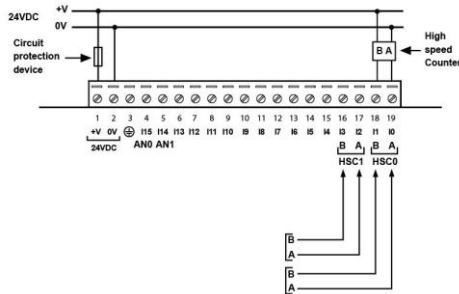 24VDC
+V
0V
Circuit
protection
device
B A
High
speed
Counter
1 2 3 4 5 6 7 8 9 10 11 12 13 14 15 16 17 18 19
+V 0V I15 I14 I13 I12 I11 I10 I9 I8 I7 I6 I5 I4 I3 I2 I1 I0
24VDC AN0 AN1 B A B A
HSC1 HSC0
B
A
B
A